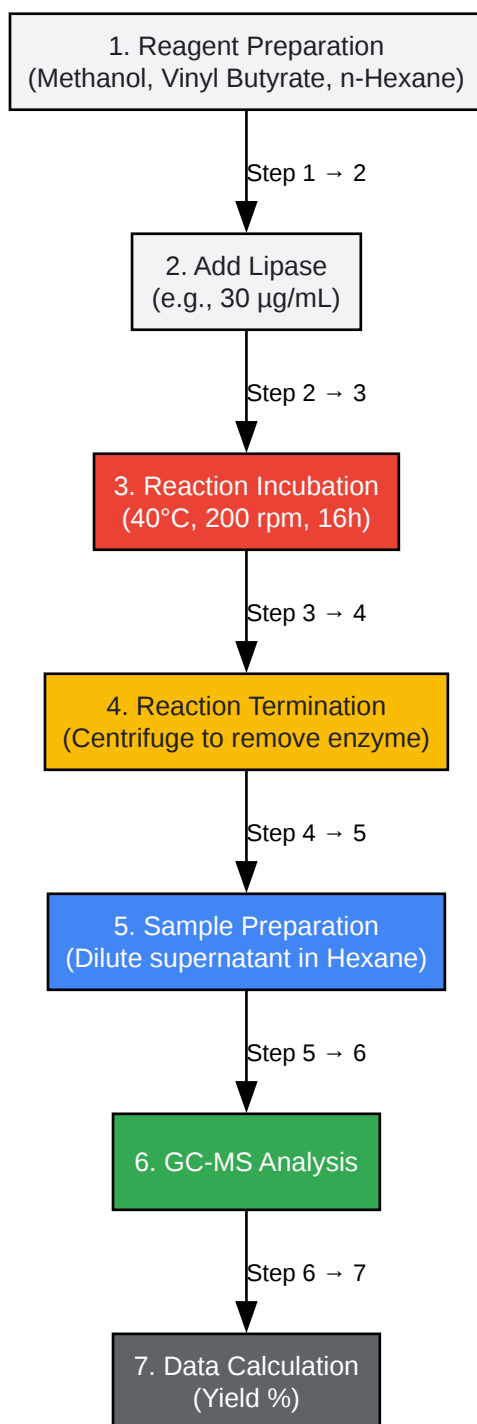 1. Reagent Preparation
(Methanol, Vinyl Butyrate, n-Hexane)
Step 1 → 2
2. Add Lipase
(e.g., 30 µg/mL)
Step 2 → 3
3. Reaction Incubation
(40°C, 200 rpm, 16h)
Step 3 → 4
4. Reaction Termination
(Centrifuge to remove enzyme)
Step 4 → 5
5. Sample Preparation
(Dilute supernatant in Hexane)
Step 5 → 6
6. GC-MS Analysis
Step 6 → 7
7. Data Calculation
(Yield %)